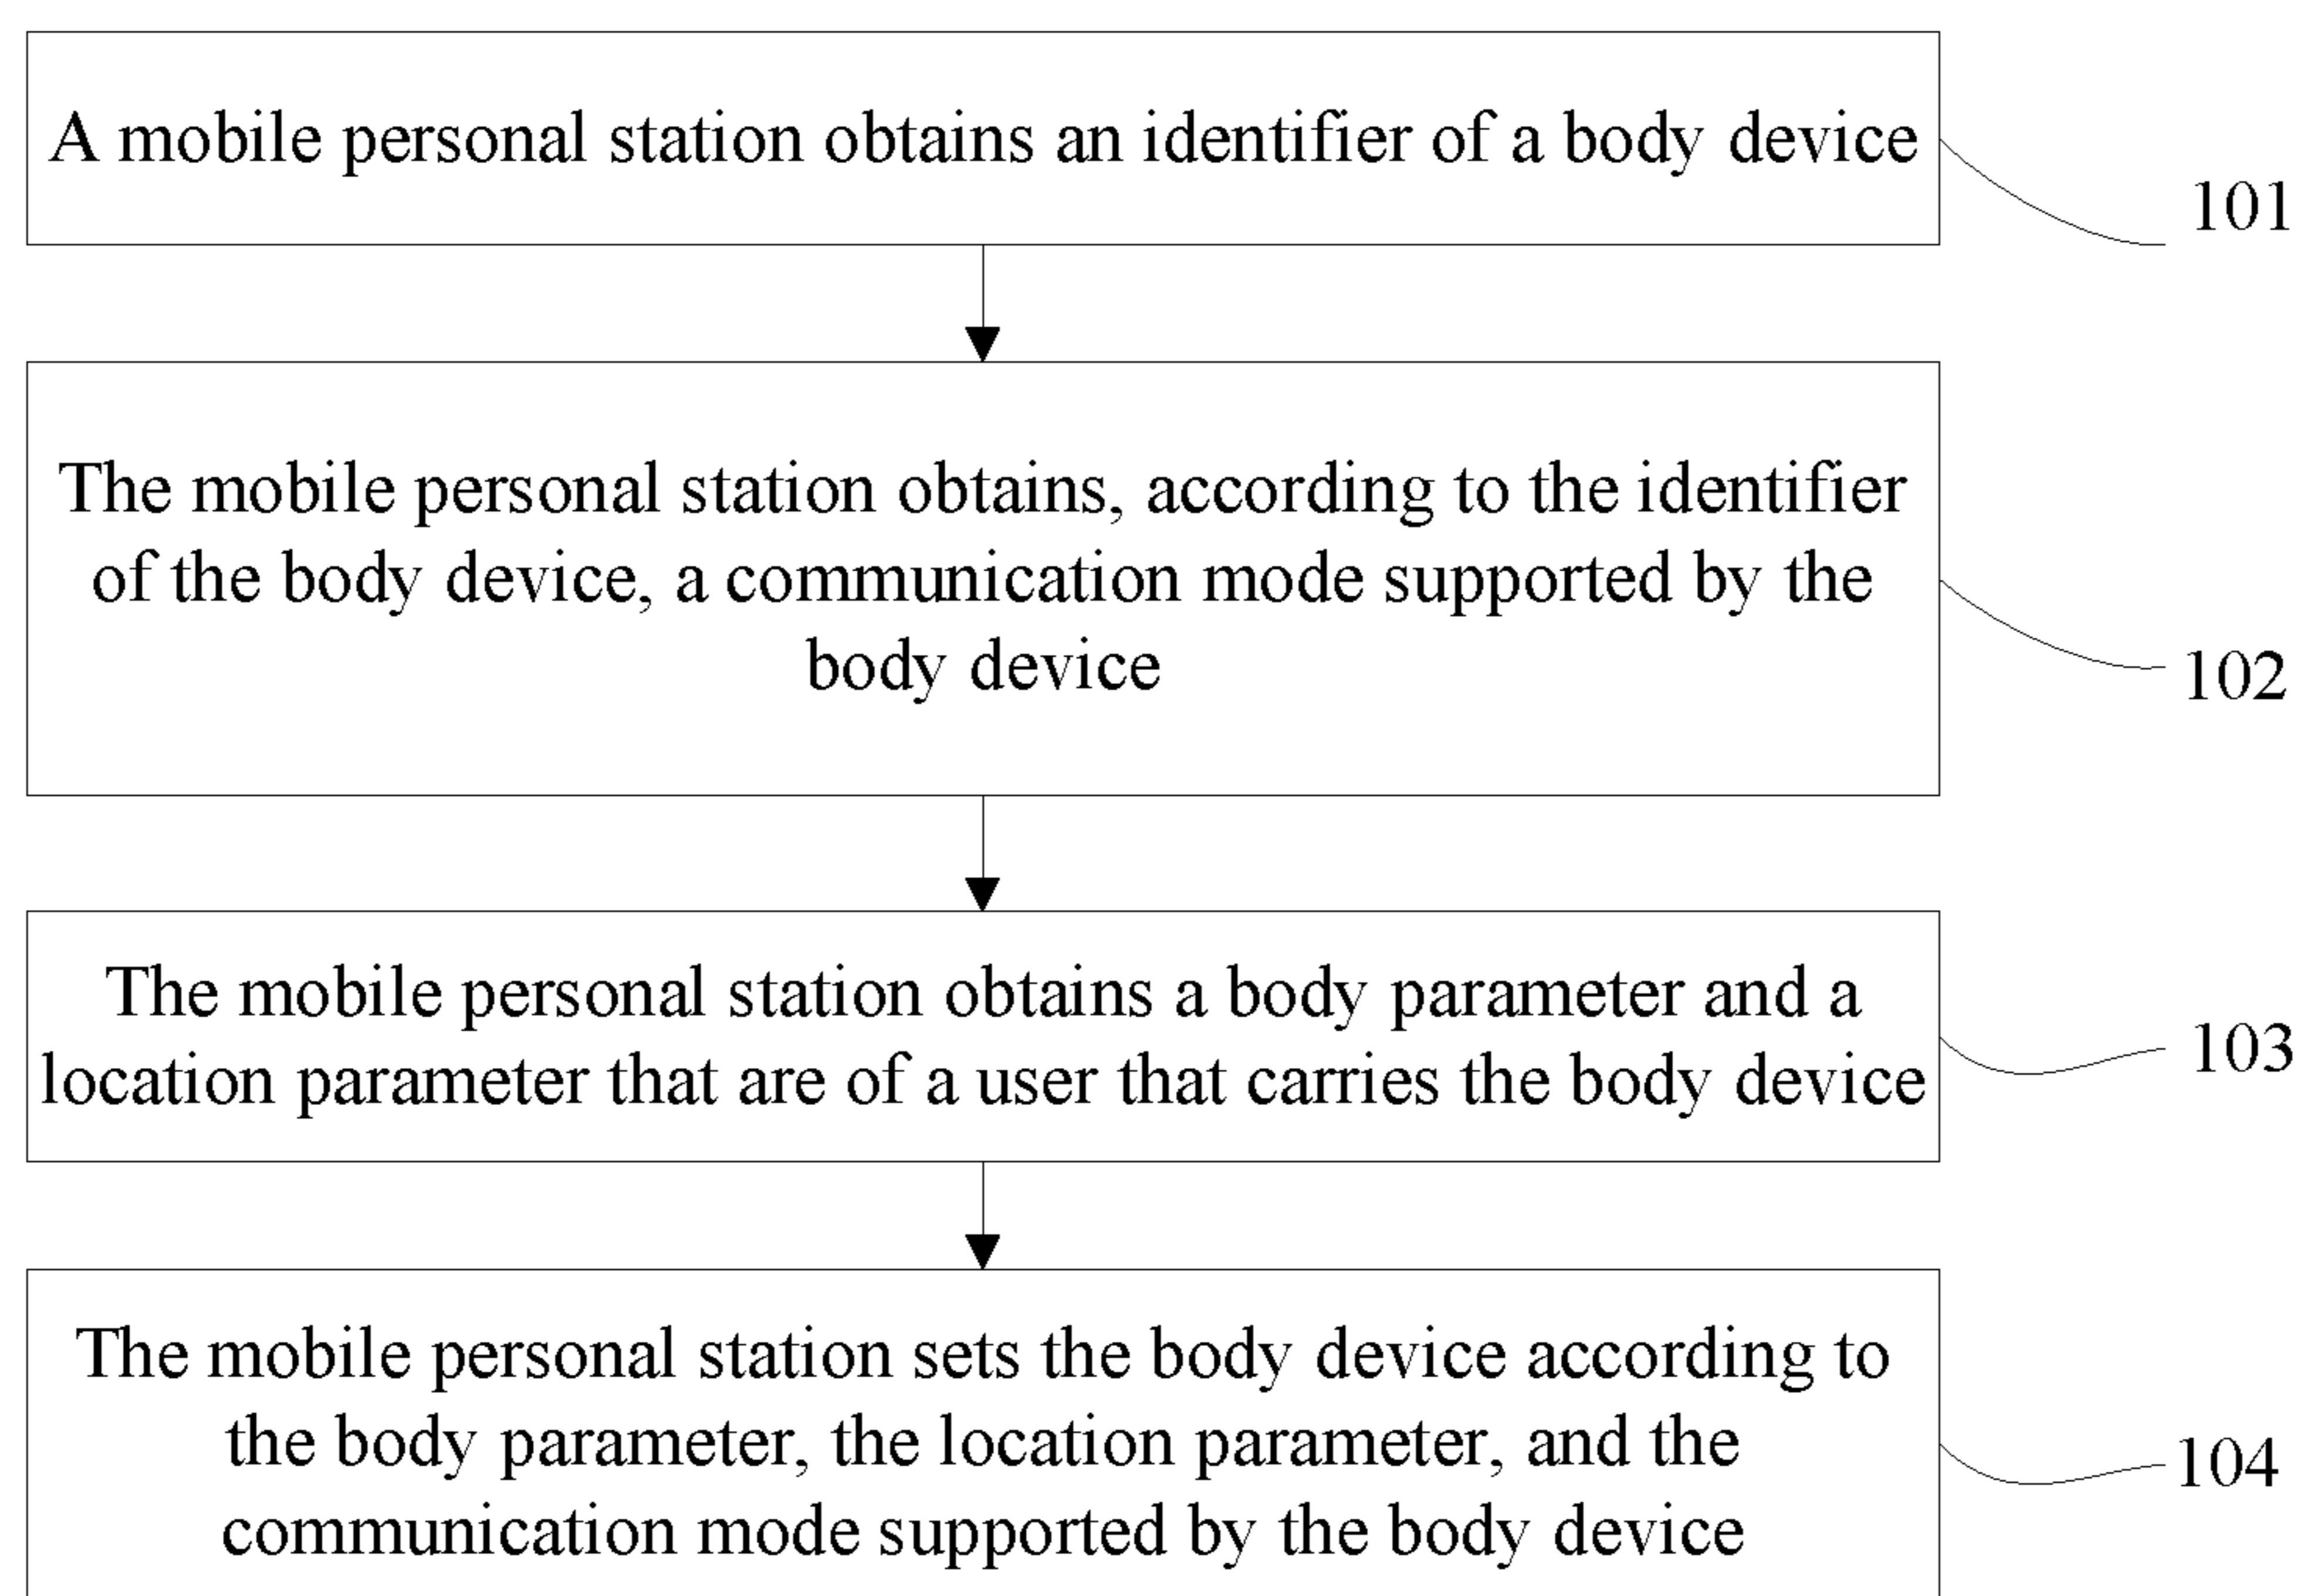 A mobile personal station obtains an identifier of a body device
101
The mobile personal station obtains, according to the identifier
of the body device, a communication mode supported by the
body device
102
The mobile personal station obtains a body parameter and a
location parameter that are of a user that carries the body device
103
The mobile personal station sets the body device according to
the body parameter, the location parameter, and the
communication mode supported by the body device
104